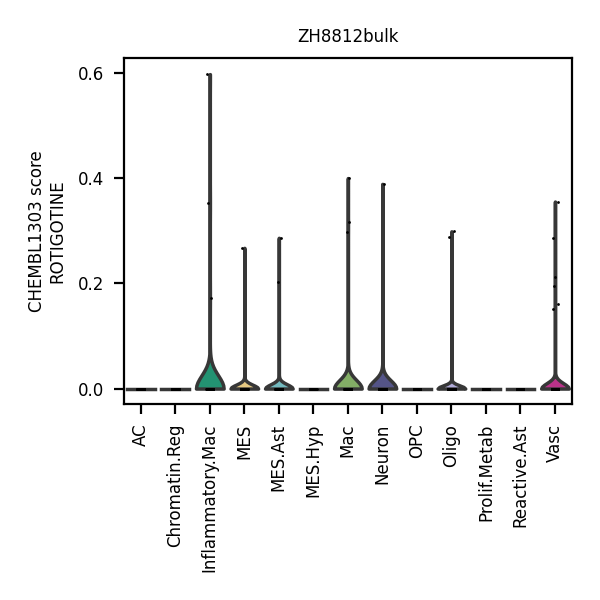 ZH8812bulk
CHEMBL1303 score
ROTIGOTINE
0.6
0.4
0.2
0.0
AC
Chromatin.Reg
Inflammatory.Mac
MES
MES.Ast
MES.Hyp
Mac
Neuron
OPC
Oligo
Prolif.Metab
Reactive.Ast
Vasc